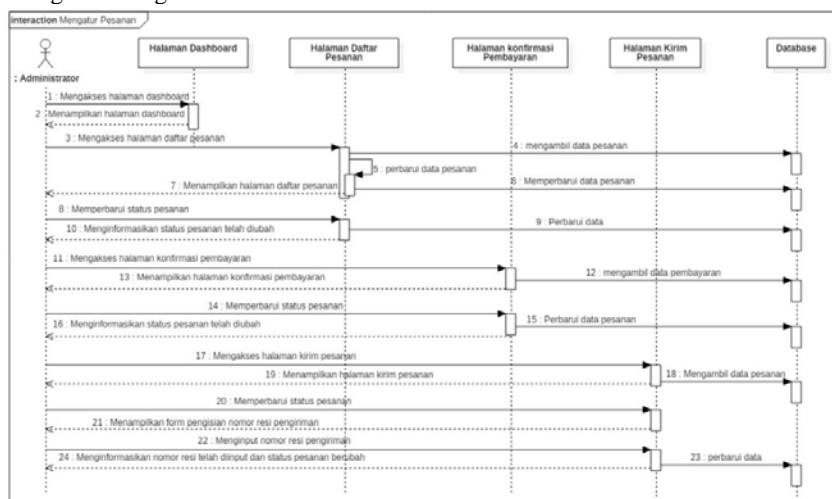 interaction Mengatur Pesanan
Halaman Dashboard
Halaman Daftar
Pesanan
Halaman konfirmasi
Pembayaran
Halaman Kirim
Pesanan
Database
: Administrator
1 : Mengakses halaman dashboard
2 : Menampilkan halaman dashboard
3 : Mengakses halaman daftar pesanan
4 : mengambil data pesanan
5 : perbarui data pesanan
6 : Memperbarui data pesanan
7 : Menampilkan halaman daftar pesanan
8 : Memperbarui status pesanan
9 : Perbarui data
10 : Menginformasikan status pesanan telah diubah
11 : Mengakses halaman konfirmasi pembayaran
12 : mengambil data pembayaran
13 : Menampilkan halaman konfirmasi pembayaran
14 : Memperbarui status pesanan
15 : Perbarui data pesanan
16 : Menginformasikan status pesanan telah diubah
17 : Mengakses halaman kirim pesanan
18 : Mengambil data pesanan
19 : Menampilkan halaman kirim pesanan
20 : Memperbarui status pesanan
21 : Menampilkan form pengisian nomor resi pengiriman
22 : Menginput nomor resi pengiriman
23 : perbarui data
24 : Menginformasikan nomor resi telah diinput dan status pesanan berubah